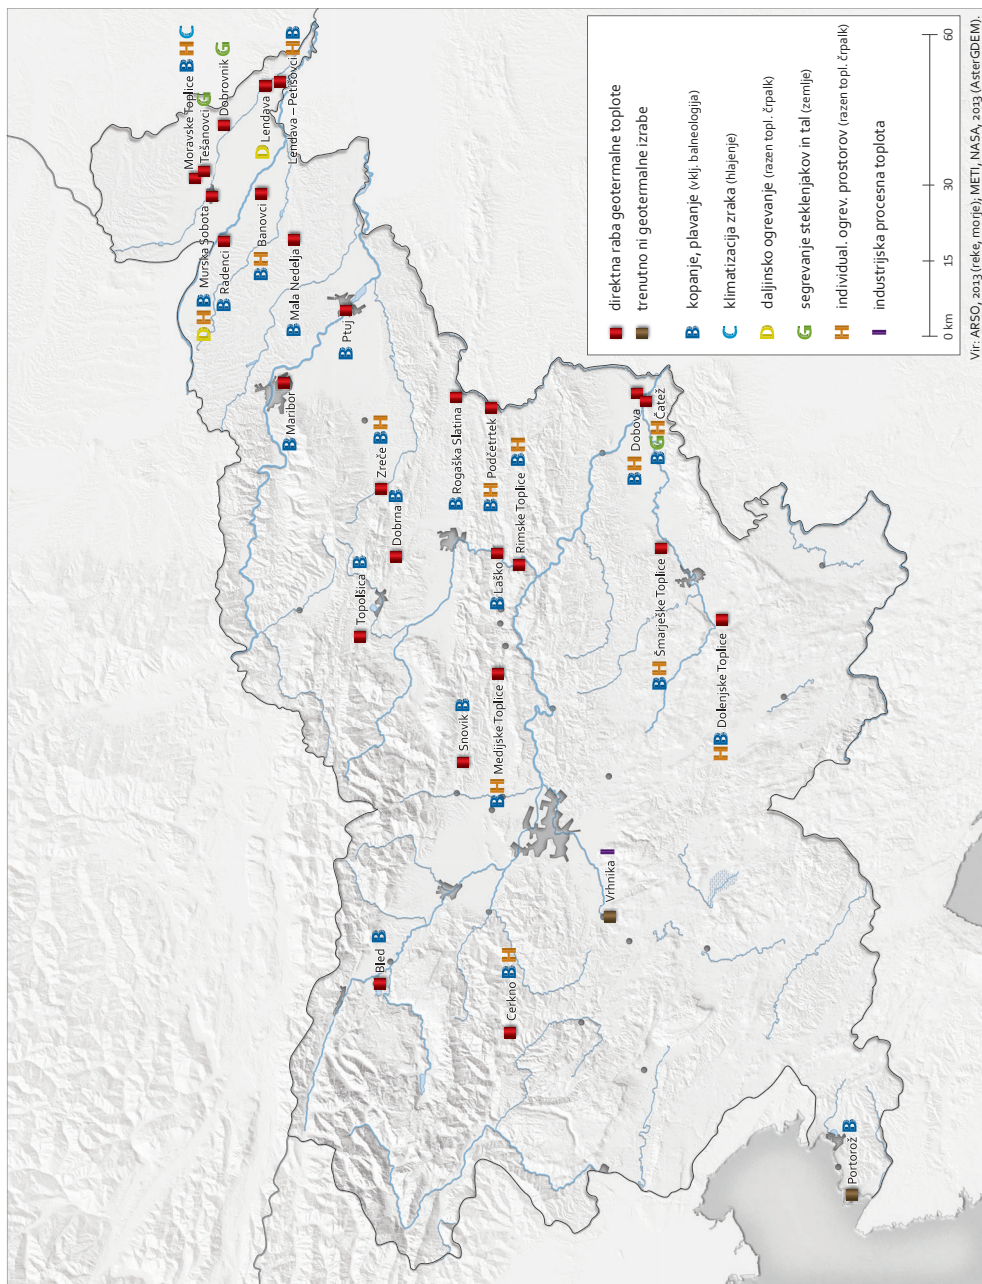 Moravske Toplice B H C
Tešanovci G
Dobrovnik G
D H B Murska Sobota
B Radenci
D Lendava
Lendava – Petišovci H B
B H Banovci
B Mala Nedelja
B Ptuj
B Maribor
Zreče B H
Dobrna B
Topolšica B
B Rogaška Slatina
B H Podčetrtek
Rimske Toplice B H
B Laško
B H Dobova
B G H Čatež
B H Šmarješke Toplice
H B Dolenjske Toplice
Snovik B
B H Medijske Toplice
Bled B
Cerkno B H
Vrhnika I
Portorož B
direktna raba geotermalne toplote
trenutno ni geotermalne izrabe
B kopanje, plavanje (vklj. balneologija)
C klimatizacija zraka (hlajenje)
D daljinsko ogrevanje (razen topl. črpalk)
G segrevanje steklenjakov in tal (zemlje)
H individual. ogrev. prostorov (razen topl. črpalk)
I industrijska procesna toplota
0 km 15 30 60
Vir: ARSO, 2013 (reke, morje); METI, NASA, 2013 (AsterGDEM).